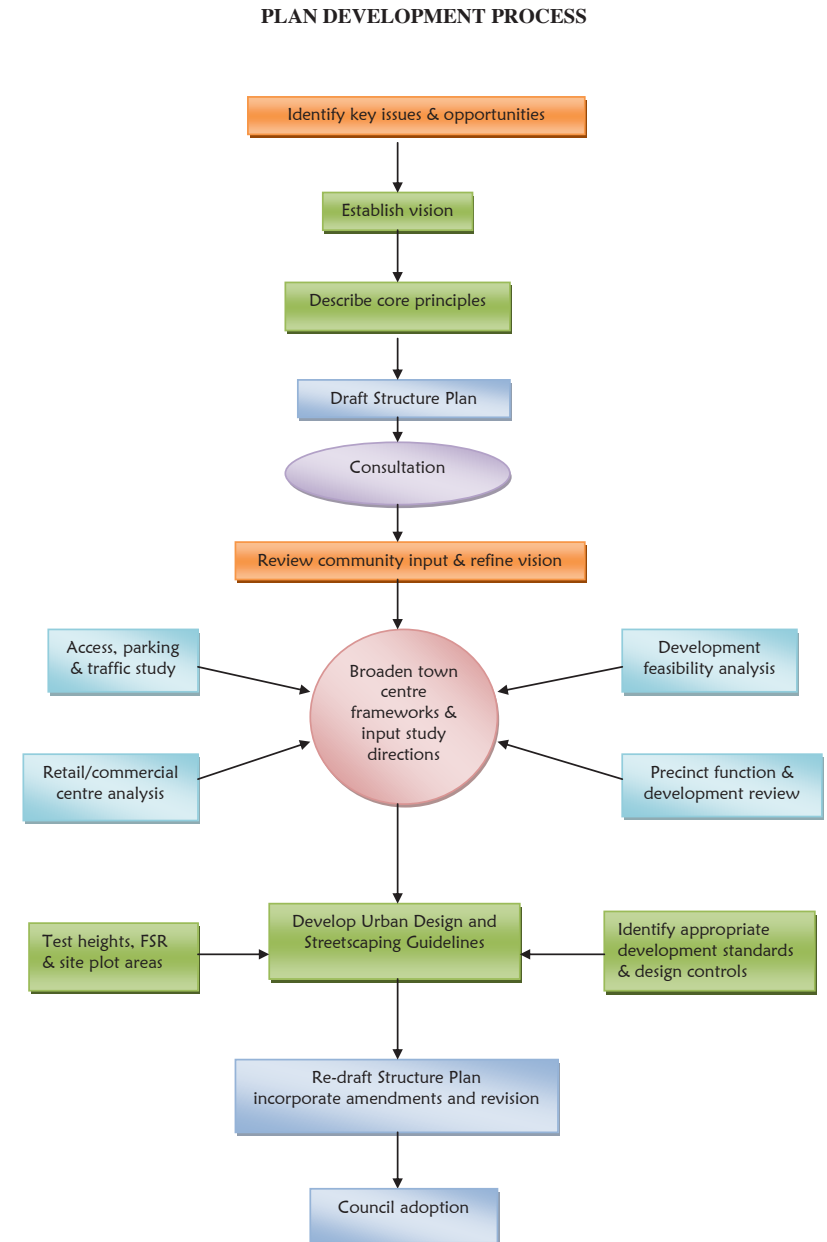 PLAN DEVELOPMENT PROCESS
Identify key issues & opportunities
Establish vision
Describe core principles
Draft Structure Plan
Consultation
Review community input & refine vision
Access, parking
& traffic study
Development
feasibility analysis
Broaden town
centre
frameworks &
input study
directions
Retail/commercial
centre analysis
Precinct function &
development review
Test heights, FSR
& site plot areas
Develop Urban Design and
Streetscaping Guidelines
Identify appropriate
development standards
& design controls
Re-draft Structure Plan
incorporate amendments and revision
Council adoption